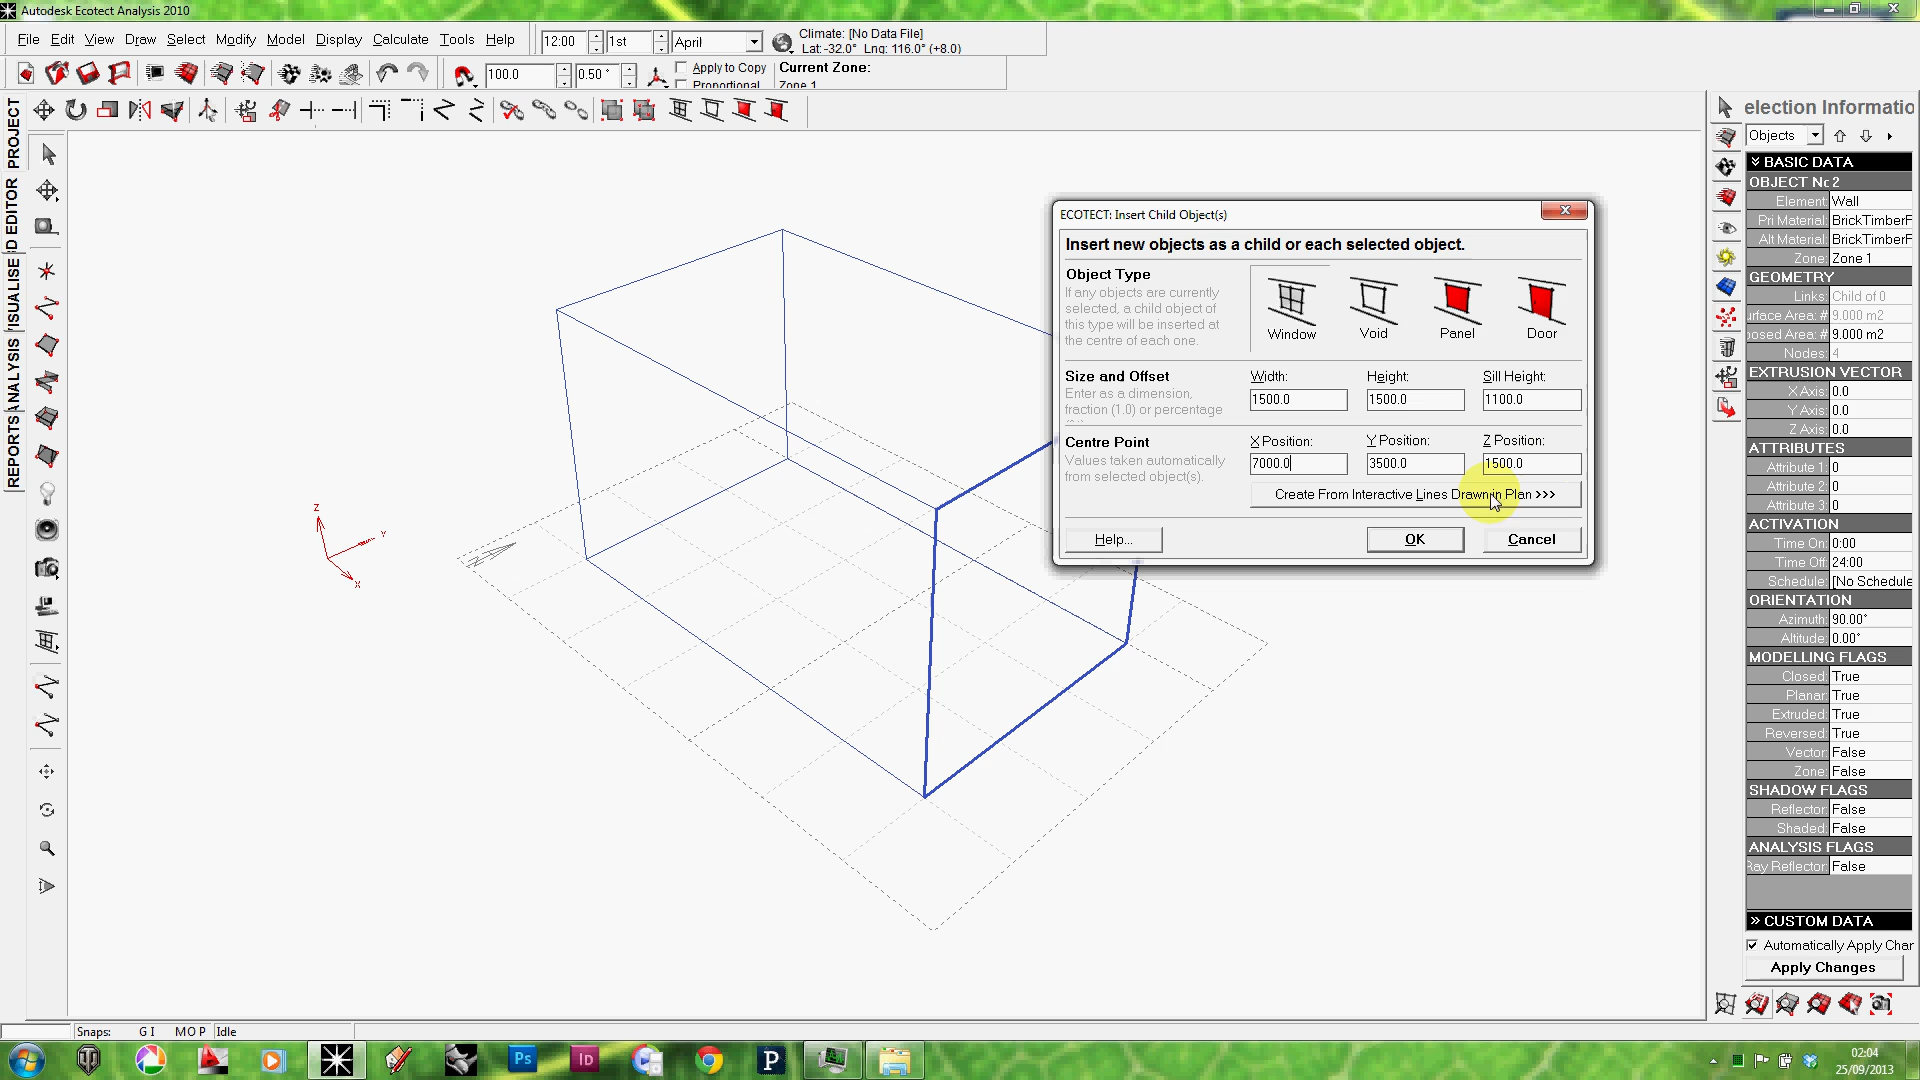 Autodesk Ecotect Analysis 2010
File Edit View Draw Select Modify Model Display Calculate Tools Help
12:00 1st April
Climate: [No Data File]
Lat: -32.0° Lng: 116.0° (+8.0)
100.0 0.50 ° Apply to Copy
Proportional
Current Zone:
Zone 1
PROJECT
D EDITOR
ISUALISE
ANALYSIS
REPORTS
Z
Y
X
ECOTECT: Insert Child Object(s)
Insert new objects as a child or each selected object.
Object Type
If any objects are currently
selected, a child object of
this type will be inserted at
the centre of each one.
Window Void Panel Door
Size and Offset
Enter as a dimension,
fraction (1.0) or percentage
Width: Height: Sill Height:
1500.0 1500.0 1100.0
Centre Point
Values taken automatically
from selected object(s).
X Position: Y Position: Z Position:
7000.0 3500.0 1500.0
Create From Interactive Lines Drawn in Plan >>>
Help... OK Cancel
election Informatio
Objects
BASIC DATA
OBJECT Nc 2
Element: Wall
Pri Material: BrickTimberF
Alt Material: BrickTimberF
Zone: Zone 1
GEOMETRY
Links: Child of 0
urface Area: # 9.000 m2
posed Area: # 9.000 m2
Nodes: 4
EXTRUSION VECTOR
X Axis: 0.0
Y Axis: 0.0
Z Axis: 0.0
ATTRIBUTES
Attribute 1: 0
Attribute 2: 0
Attribute 3: 0
ACTIVATION
Time On: 0:00
Time Off: 24:00
Schedule: [No Schedule
ORIENTATION
Azimuth: 90.00°
Altitude: 0.00°
MODELLING FLAGS
Closed: True
Planar: True
Extruded: True
Reversed: True
Vector: False
Zone: False
SHADOW FLAGS
Reflector: False
Shaded: False
ANALYSIS FLAGS
Ray Reflector: False
» CUSTOM DATA
Automatically Apply Char
Apply Changes
Snaps: G I M O P Idle
Ps Id P
02:04
25/09/2013